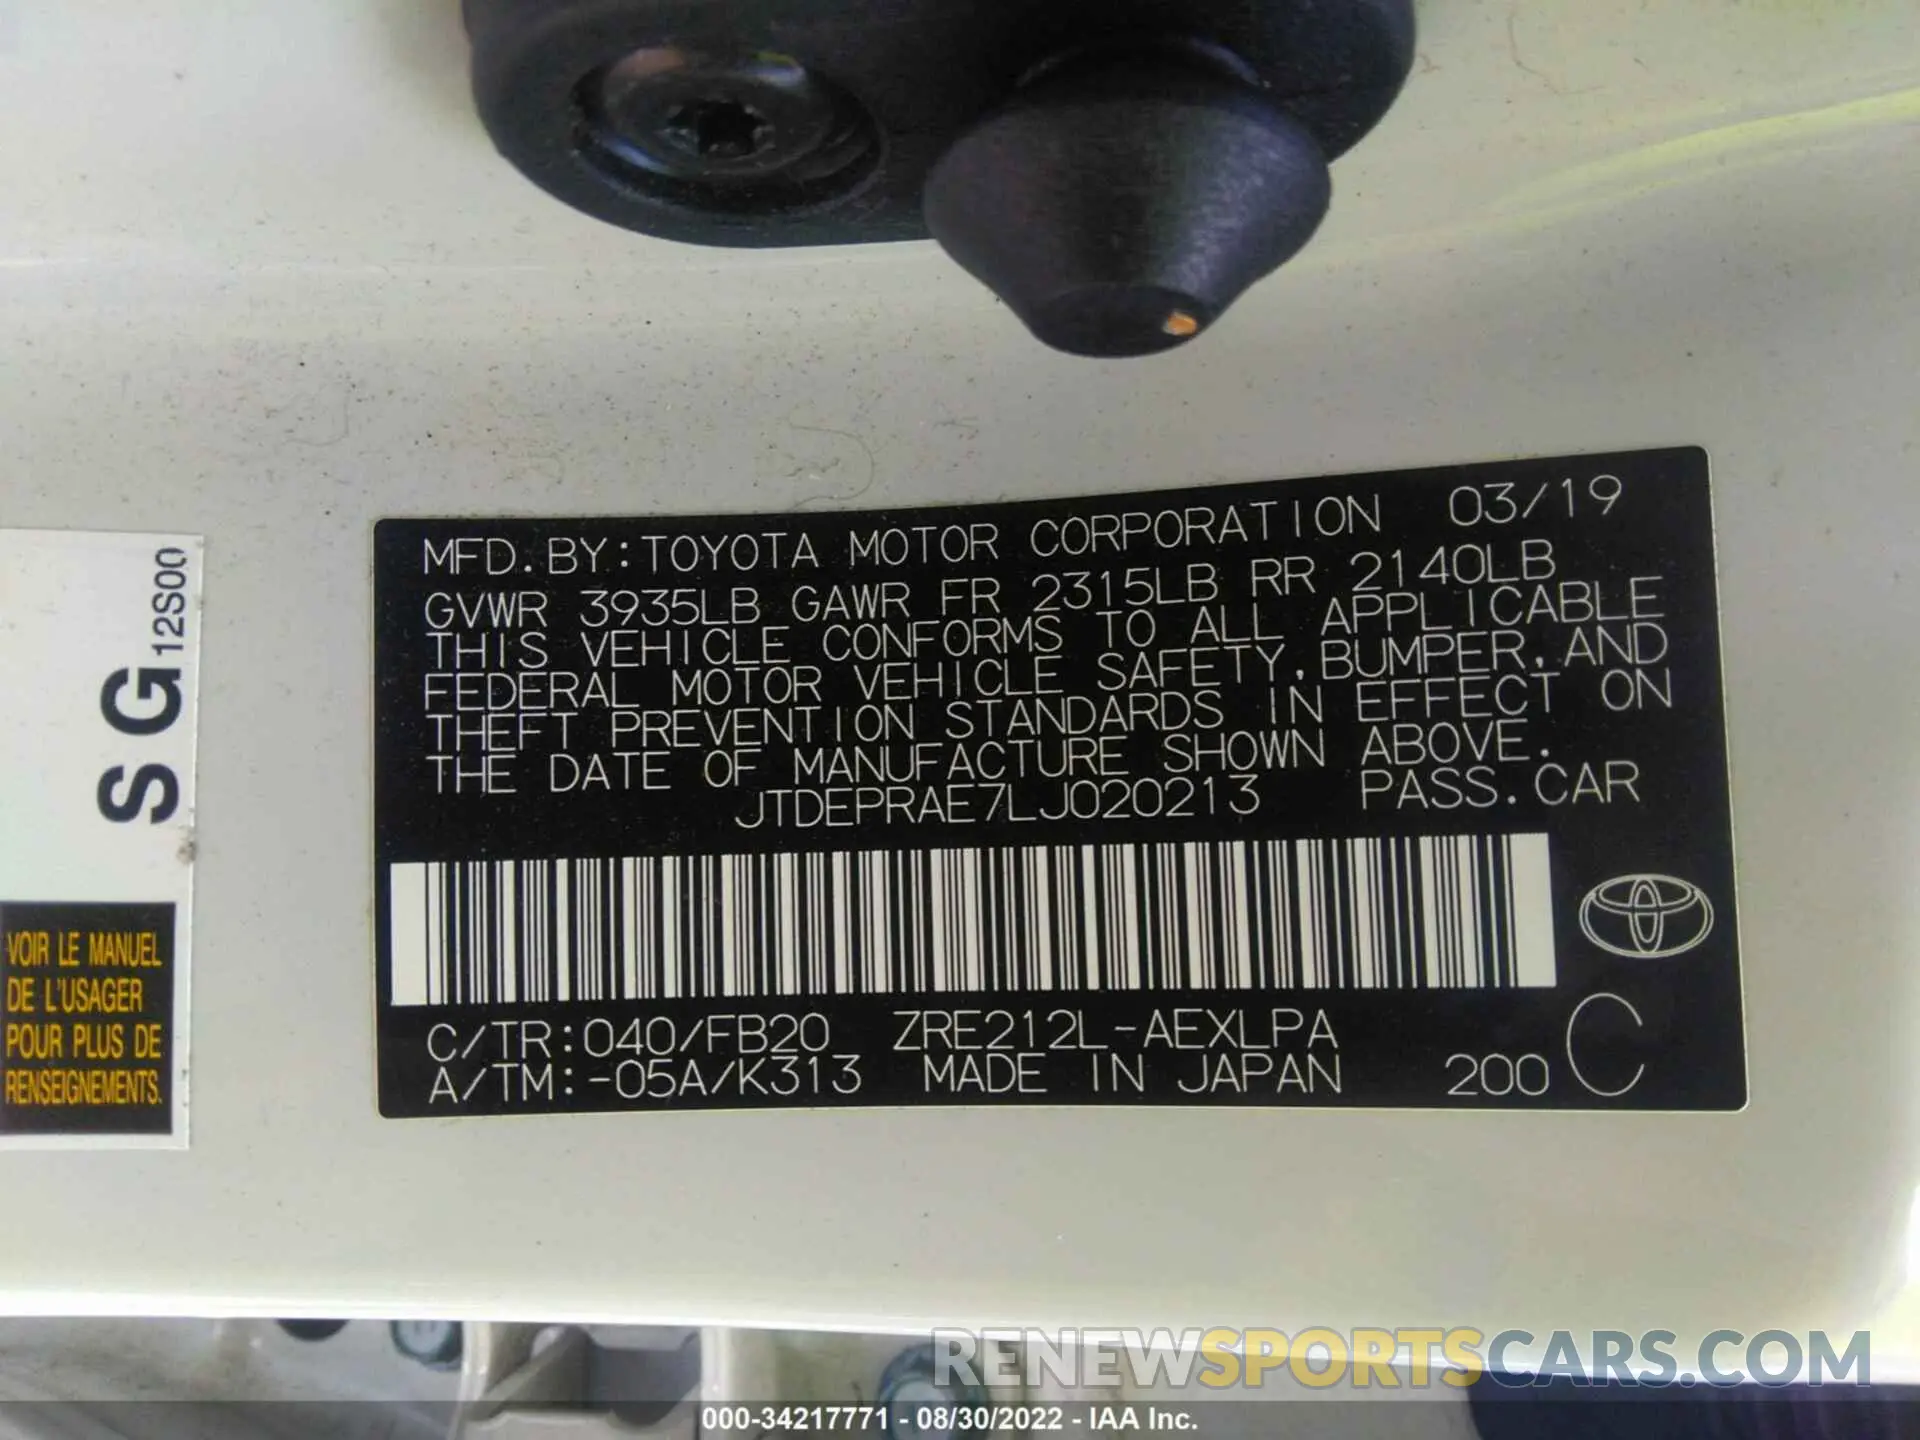 MFD. BY:TOYOTA MOTOR CORPORATION 03/19
GVWR 3935LB GAWR FR 2315LB RR 2140LB
THIS VEHICLE CONFORMS TO ALL APPLICABLE
FEDERAL MOTOR VEHICLE SAFETY, BUMPER, AND
THEFT PREVENTION STANDARDS IN EFFECT ON
THE DATE OF MANUFACTURE SHOWN ABOVE.
JTDEPRAE7LJ020213 PASS. CAR
C/TR:040/FB20 ZRE212L-AEXLPA
A/TM:-05A/K313 MADE IN JAPAN 200 C
S G 12S00
VOIR LE MANUEL
DE L'USAGER
POUR PLUS DE
RENSEIGNEMENTS.
RENEWSPORTSCARS.COM
000-34217771 - 08/30/2022 - IAA Inc.